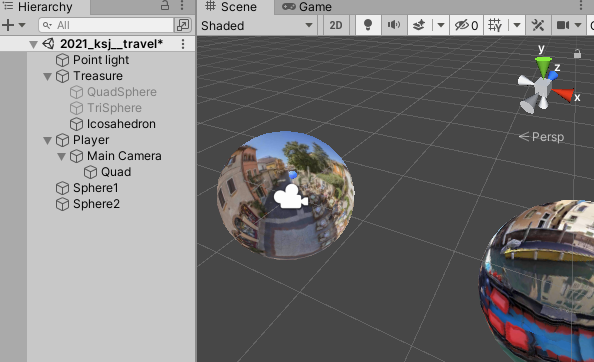 Hierarchy
All
2021_ksj__travel*
Point light
Treasure
QuadSphere
TriSphere
Icosahedron
Player
Main Camera
Quad
Sphere1
Sphere2
Scene
Game
Shaded
2D
0
y
z
x
Persp